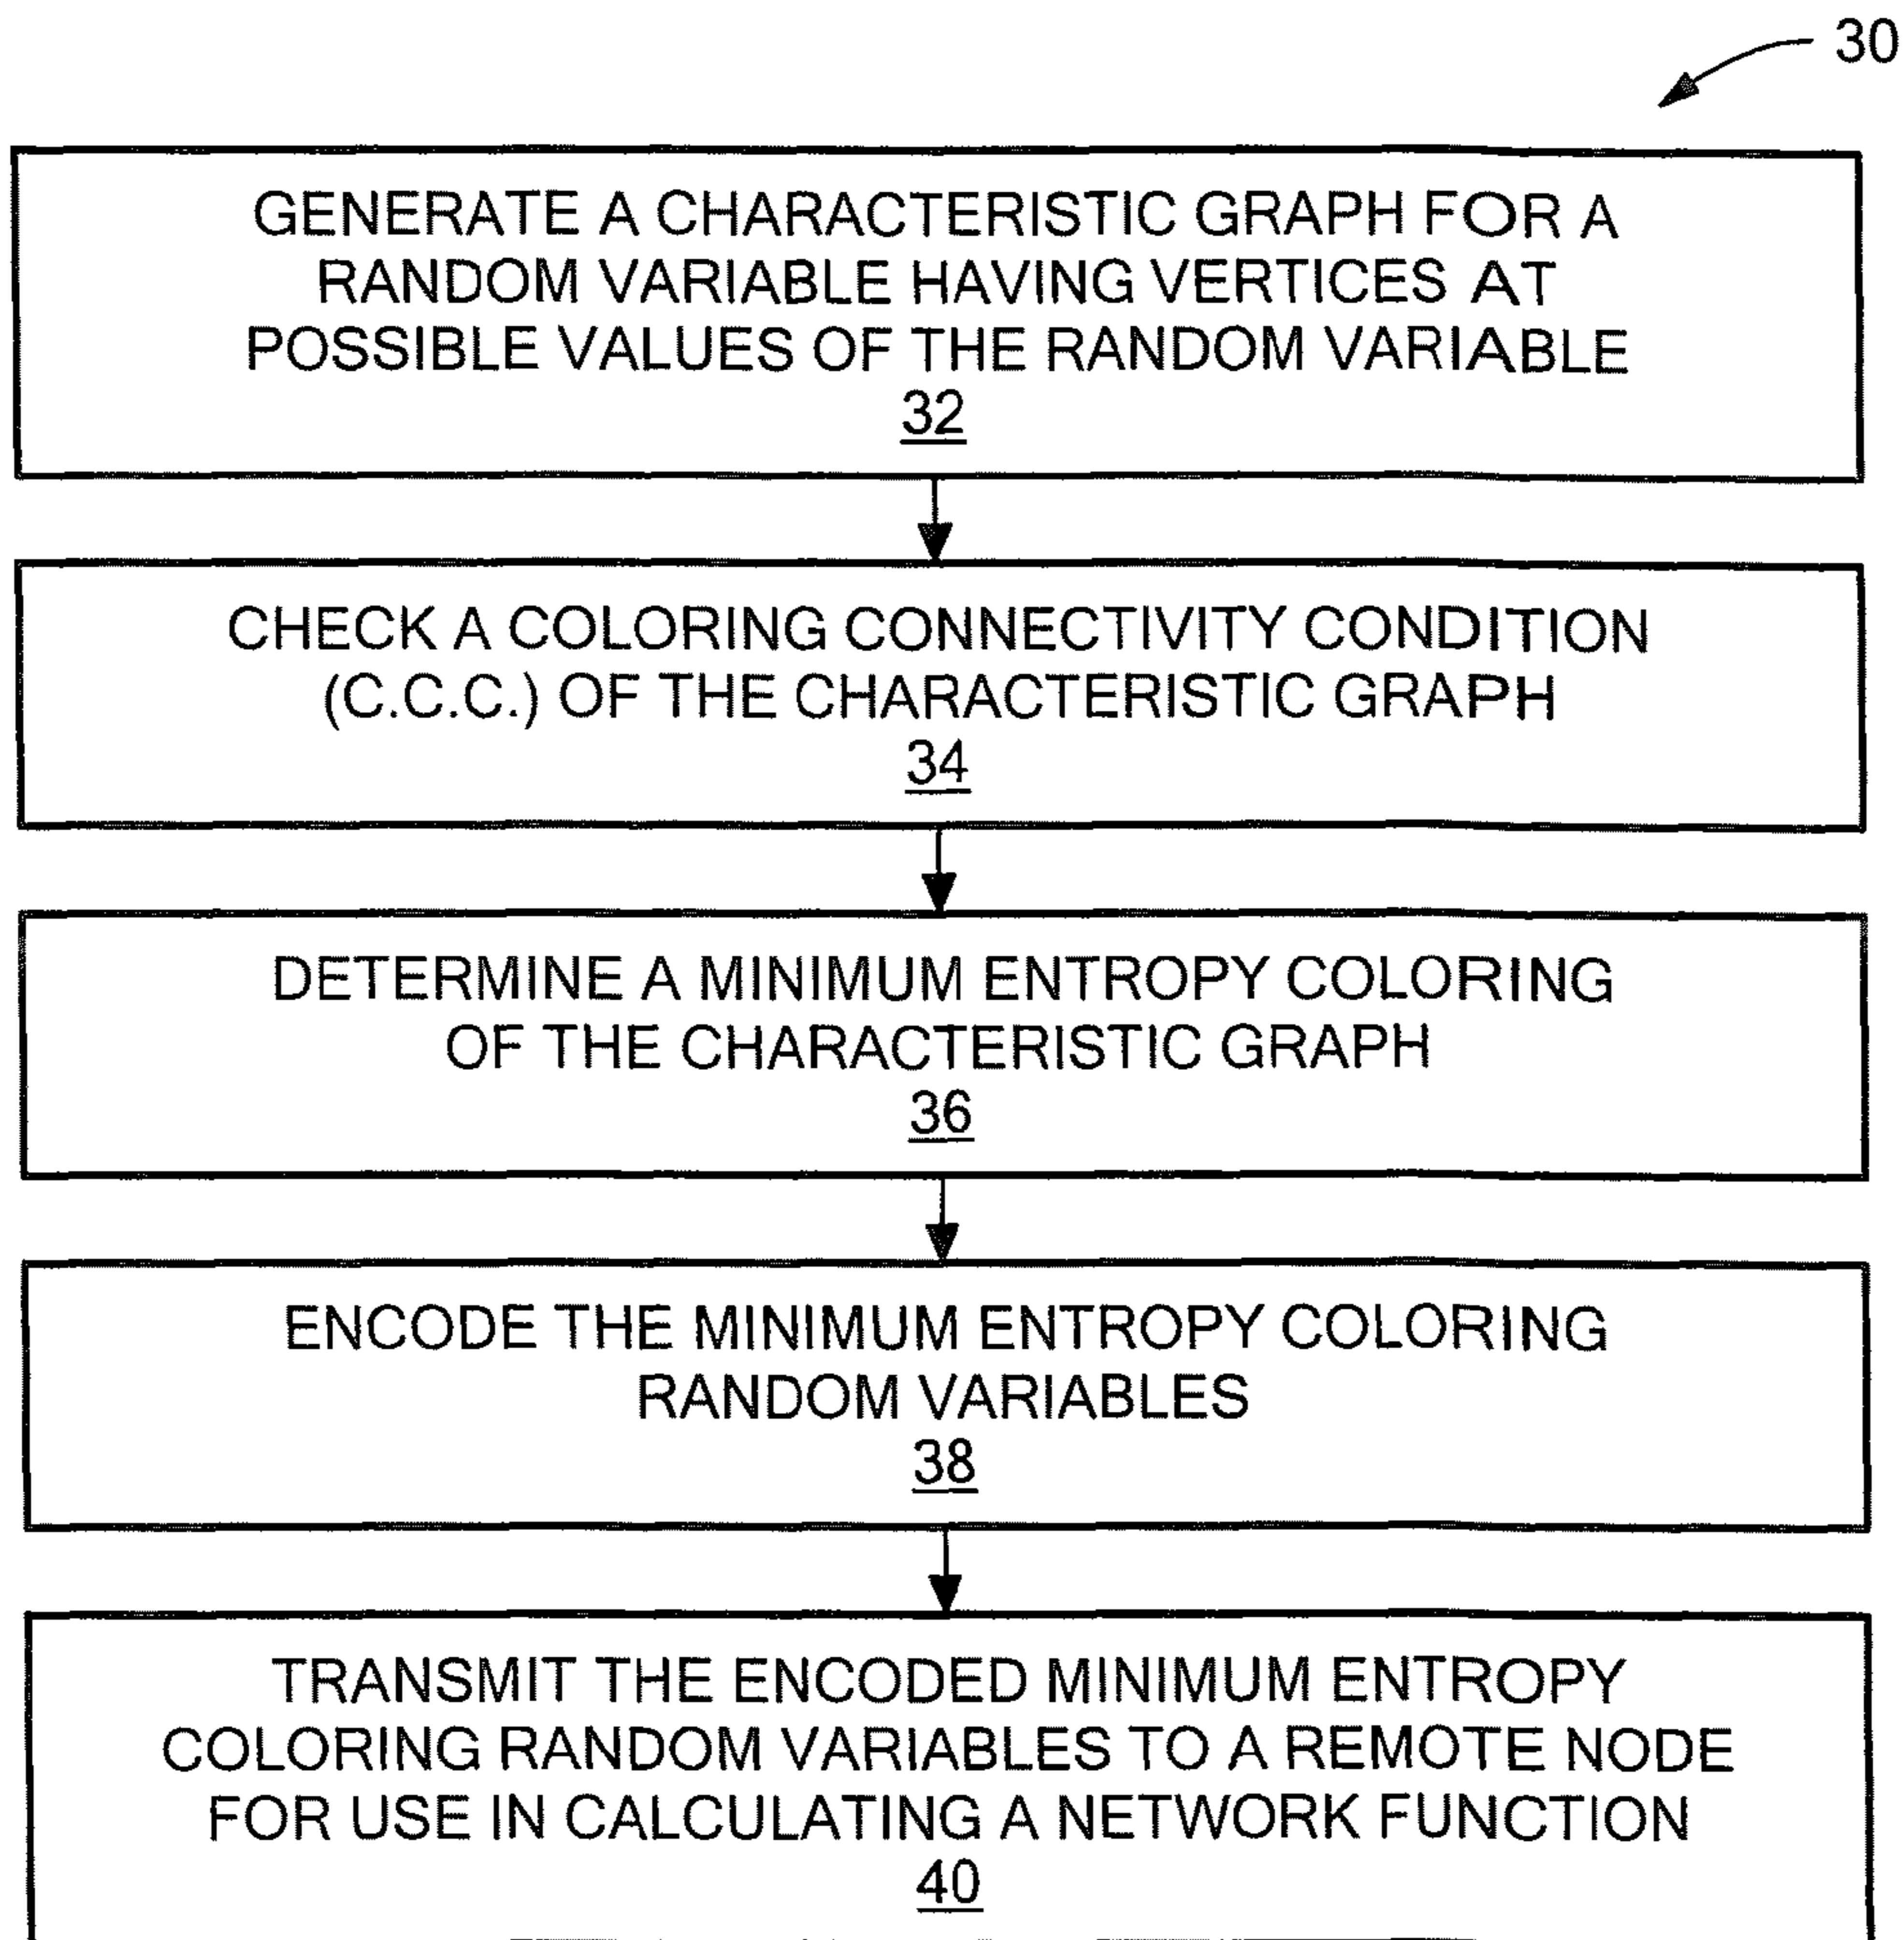 30
GENERATE A CHARACTERISTIC GRAPH FOR A
RANDOM VARIABLE HAVING VERTICES AT
POSSIBLE VALUES OF THE RANDOM VARIABLE
32
CHECK A COLORING CONNECTIVITY CONDITION
(C.C.C.) OF THE CHARACTERISTIC GRAPH
34
DETERMINE A MINIMUM ENTROPY COLORING
OF THE CHARACTERISTIC GRAPH
36
ENCODE THE MINIMUM ENTROPY COLORING
RANDOM VARIABLES
38
TRANSMIT THE ENCODED MINIMUM ENTROPY
COLORING RANDOM VARIABLES TO A REMOTE NODE
FOR USE IN CALCULATING A NETWORK FUNCTION
40